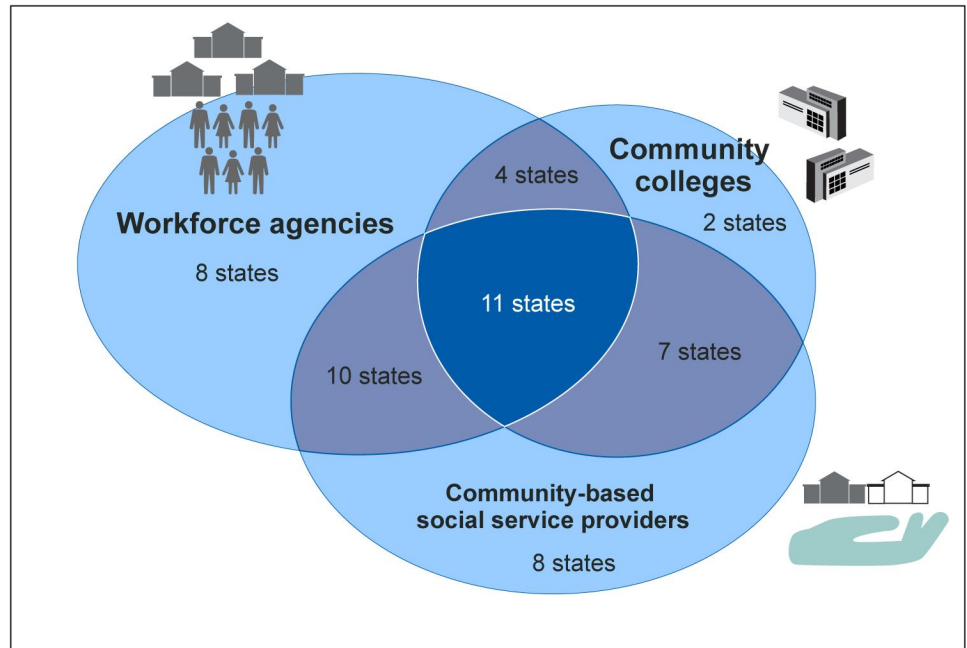 4 states
Community
colleges
2 states
Workforce agencies
8 states
11 states
7 states
10 states
Community-based
social service providers
8 states